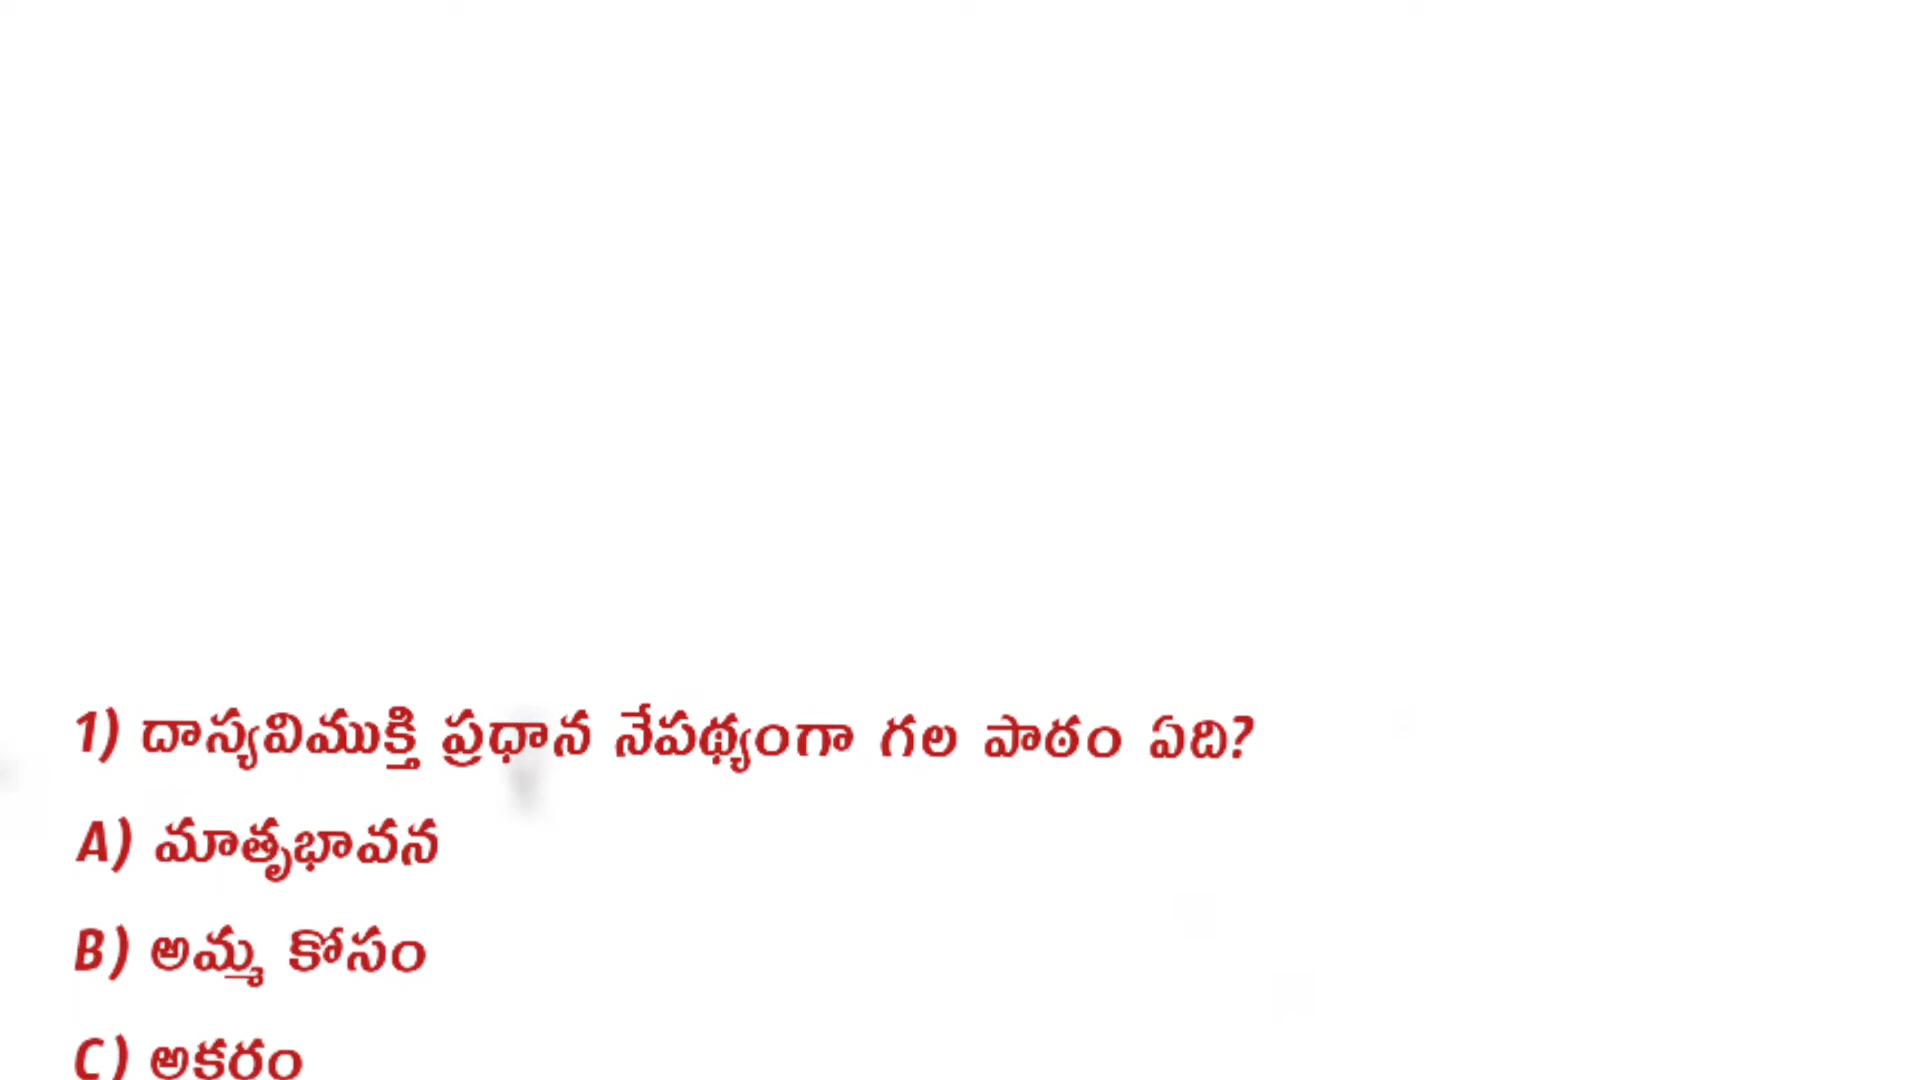 1) దాస్యవిముక్తి ప్రధాన నేపథ్యంగా గల పాఠం ఏది?
A) మాతృభావన
B) అమ్మ కోసం
C) అకరం